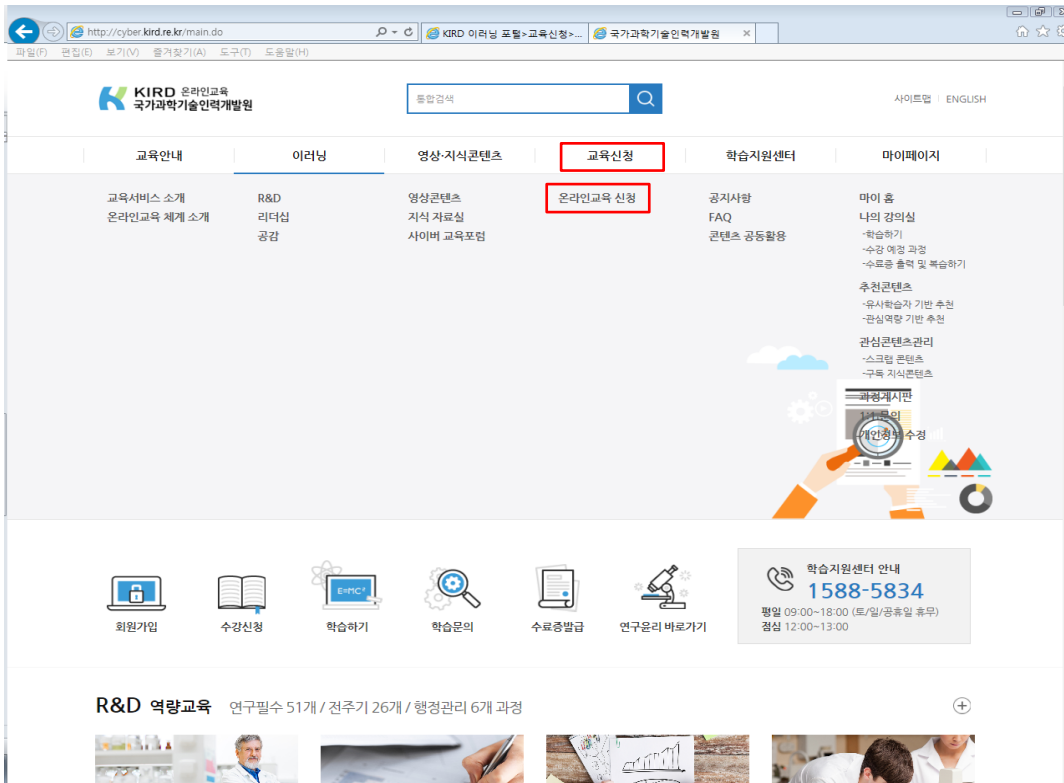 http://cyber.kird.re.kr/main.do
KIRD 이러닝 포털>교육신청>...
국가과학기술인력개발원
파일(F) 편집(E) 보기(V) 즐겨찾기(A) 도구(T) 도움말(H)
KIRD 온라인교육
국가과학기술인력개발원
통합검색
사이트맵 ENGLISH
교육안내 이러닝 영상·지식콘텐츠 교육신청 학습지원센터 마이페이지
교육서비스 소개
온라인교육 체계 소개
R&D
리더십
공감
영상콘텐츠
지식 자료실
사이버 교육포럼
온라인교육 신청
공지사항
FAQ
콘텐츠 공동활용
마이 홈
나의 강의실
-학습하기
-수강 예정 과정
-수료증 출력 및 복습하기
추천콘텐츠
-유사학습자 기반 추천
-관심역량 기반 추천
관심콘텐츠관리
-스크랩 콘텐츠
-구독 지식콘텐츠
과정게시판
1:1 문의
개인정보 수정
E=MC²
회원가입 수강신청 학습하기 학습문의 수료증발급 연구윤리 바로가기
학습지원센터 안내
1588-5834
평일 09:00~18:00 (토/일/공휴일 휴무)
점심 12:00~13:00
R&D 역량교육 연구필수 51개 / 전주기 26개 / 행정관리 6개 과정